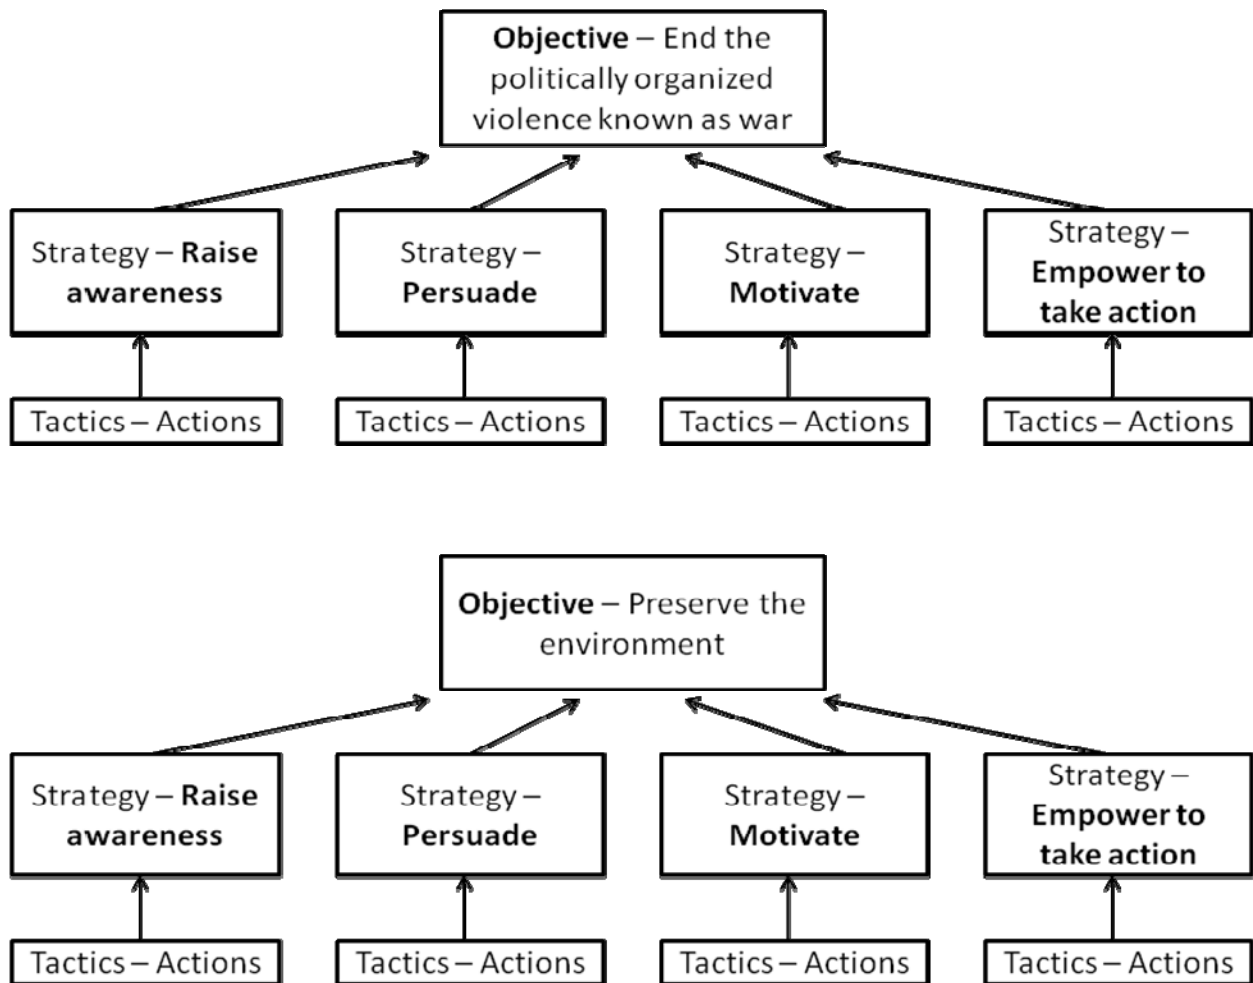 Objective – End the
politically organized
violence known as war
Strategy – Raise
awareness
Strategy –
Persuade
Strategy –
Motivate
Strategy –
Empower to
take action
Tactics – Actions
Tactics – Actions
Tactics – Actions
Tactics – Actions
Objective – Preserve the
environment
Strategy – Raise
awareness
Strategy –
Persuade
Strategy –
Motivate
Strategy –
Empower to
take action
Tactics – Actions
Tactics – Actions
Tactics – Actions
Tactics – Actions